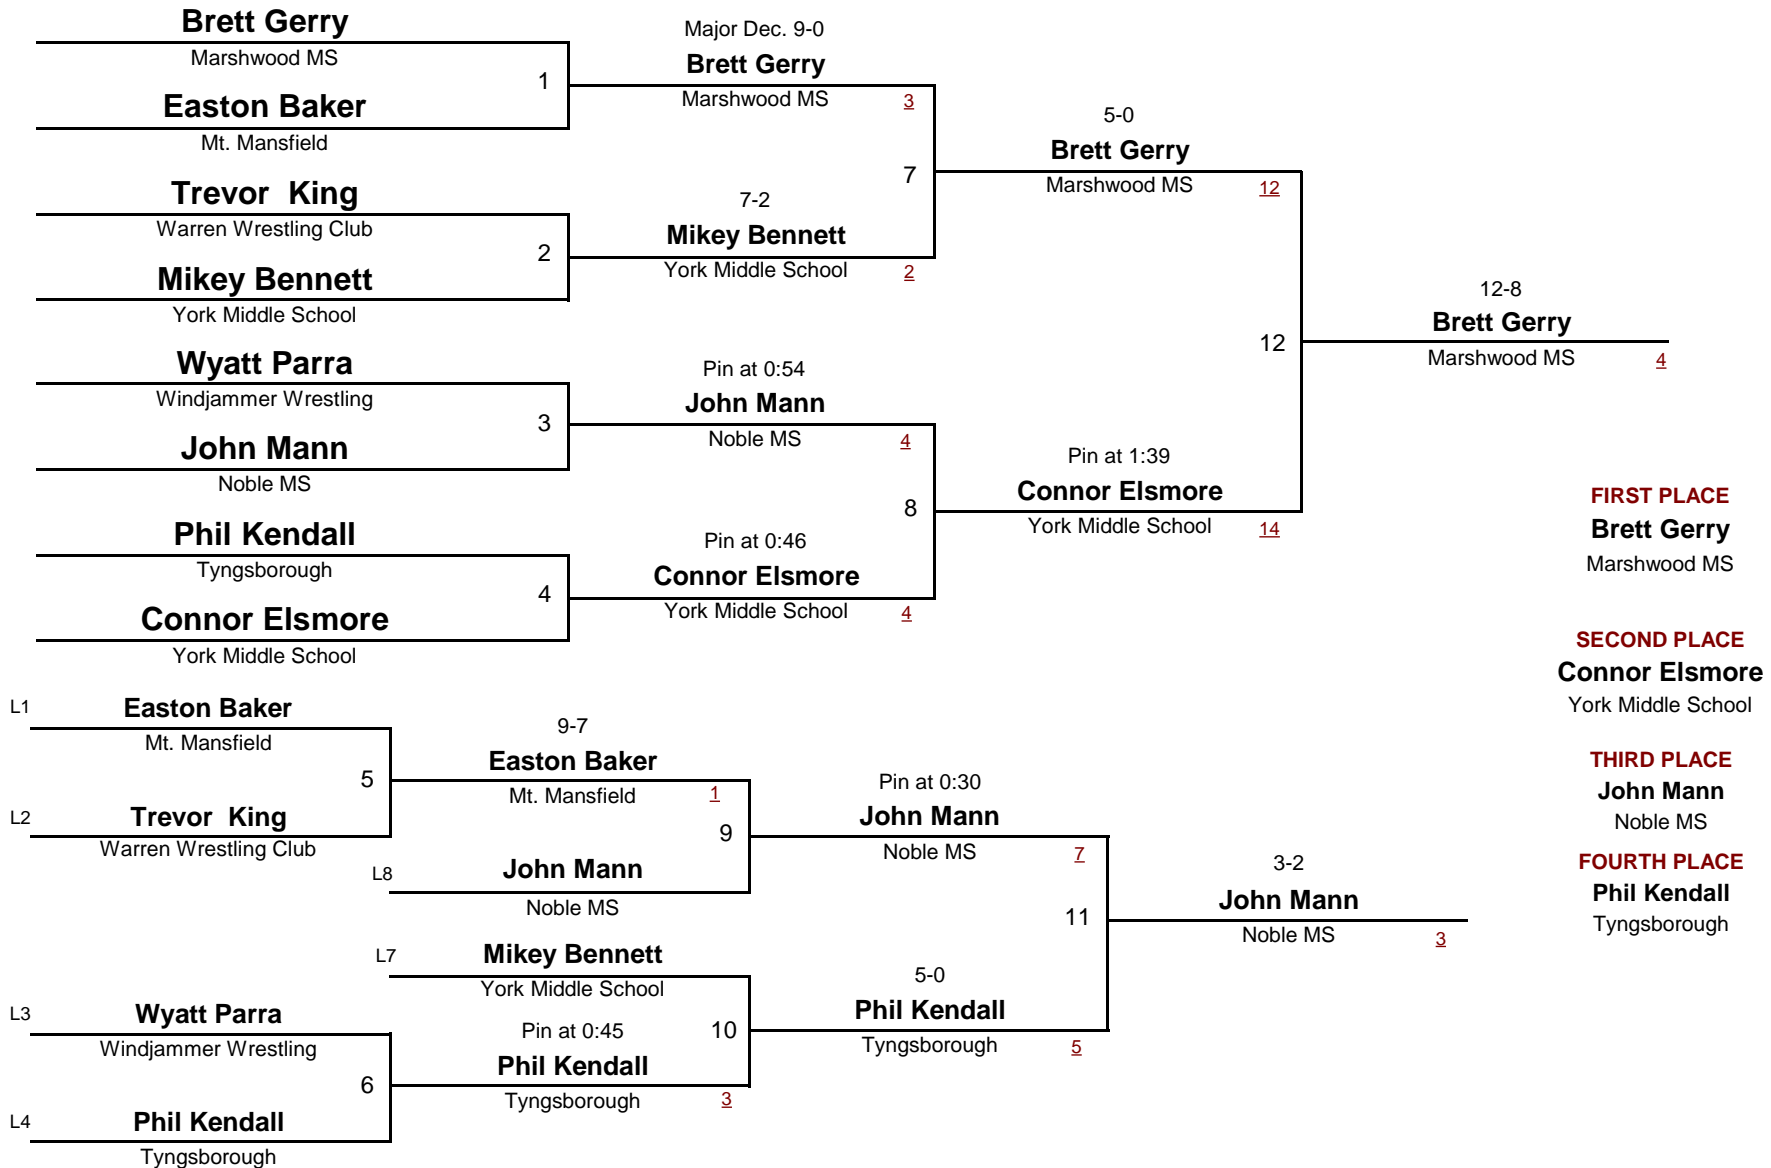 Brett Gerry
Marshwood MS
1
Easton Baker
Mt. Mansfield
Major Dec. 9-0
Brett Gerry
Marshwood MS
3
Trevor  King
Warren Wrestling Club
2
Mikey Bennett
York Middle School
7-2
Mikey Bennett
York Middle School
2
7
5-0
Brett Gerry
Marshwood MS
12
Wyatt Parra
Windjammer Wrestling
3
John Mann
Noble MS
Pin at 0:54
John Mann
Noble MS
4
Phil Kendall
Tyngsborough
4
Connor Elsmore
York Middle School
Pin at 0:46
Connor Elsmore
York Middle School
4
8
Pin at 1:39
Connor Elsmore
York Middle School
14
12
12-8
Brett Gerry
Marshwood MS
4
FIRST PLACE
Brett Gerry
Marshwood MS
SECOND PLACE
Connor Elsmore
York Middle School
THIRD PLACE
John Mann
Noble MS
FOURTH PLACE
Phil Kendall
Tyngsborough
L1
Easton Baker
Mt. Mansfield
5
L2
Trevor  King
Warren Wrestling Club
9-7
Easton Baker
Mt. Mansfield
1
9
L8
John Mann
Noble MS
Pin at 0:30
John Mann
Noble MS
7
L7
Mikey Bennett
York Middle School
L3
Wyatt Parra
Windjammer Wrestling
6
L4
Phil Kendall
Tyngsborough
Pin at 0:45
Phil Kendall
Tyngsborough
3
10
5-0
Phil Kendall
Tyngsborough
5
11
3-2
John Mann
Noble MS
3